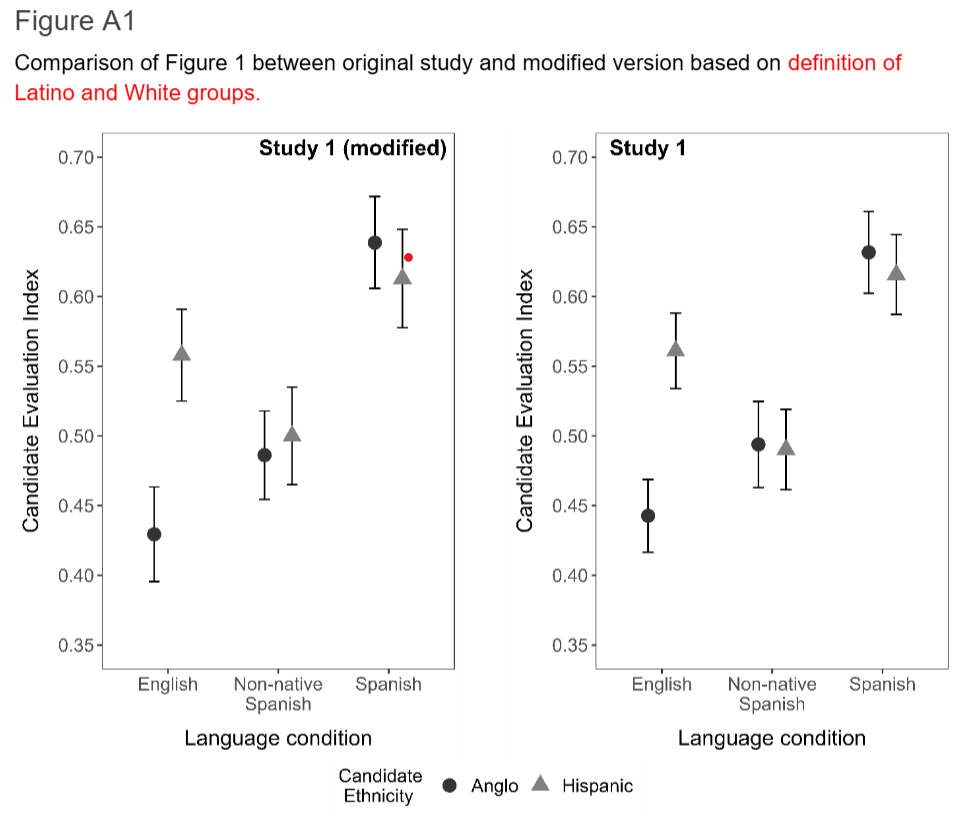 Figure A1
Comparison of Figure 1 between original study and modified version based on definition of
Latino and White groups.
Study 1 (modified)
0.70
0.65
0.60
0.55
0.50
0.45
0.40
0.35
Candidate Evaluation Index
English
Non-native
Spanish
Spanish
Language condition
Study 1
0.70
0.65
0.60
0.55
0.50
0.45
0.40
0.35
Candidate Evaluation Index
English
Non-native
Spanish
Spanish
Language condition
Candidate
Ethnicity
Anglo
Hispanic